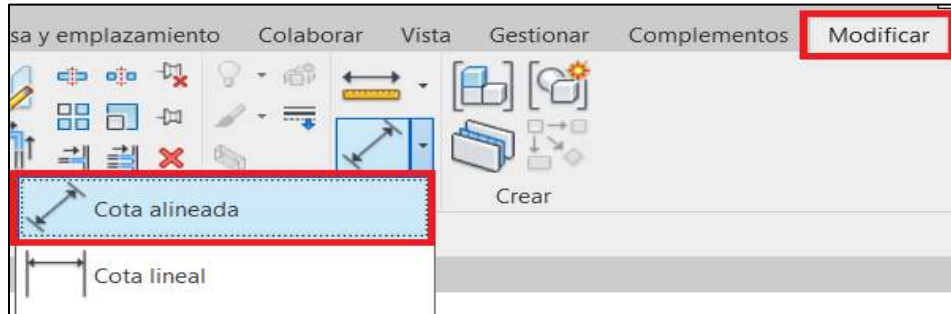 sa y emplazamiento Colaborar Vista Gestionar Complementos Modificar
Crear
Cota alineada
Cota lineal